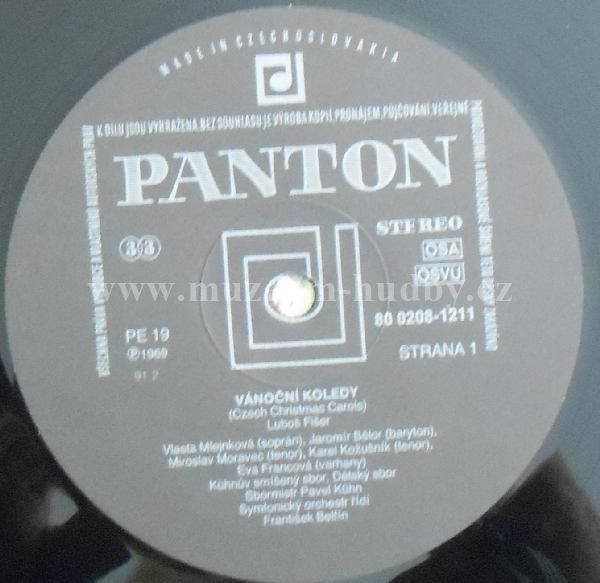 MADE IN CZECHOSLOVAKIA
K DÍLU JSOU VYHRAŽENA. BEZ SOUHLASU JE VÝROBA KOPIÍ, PRONÁJEM, PŮJČOVÁNÍ VEŘEJNÉ
PANTON
STEREO
33
OSA
OSVU
www.muzeum-hudby.cz
80 0208-1211
PE 19
STRANA 1
Ⓟ1969
91 2
VÁNOČNÍ KOLEDY
(Czech Christmas Carols)
Luboš Fišer
Vlasta Mlejnková (soprán), Jaromír Bělor (baryton),
Miroslav Moravec (tenor), Karel Kožušník (tenor),
Eva Francová (varhany)
Kühnův smíšený sbor, Dětský sbor
Sbormistr Pavel Kühn
Symfonický orchestr řídí
František Belfín